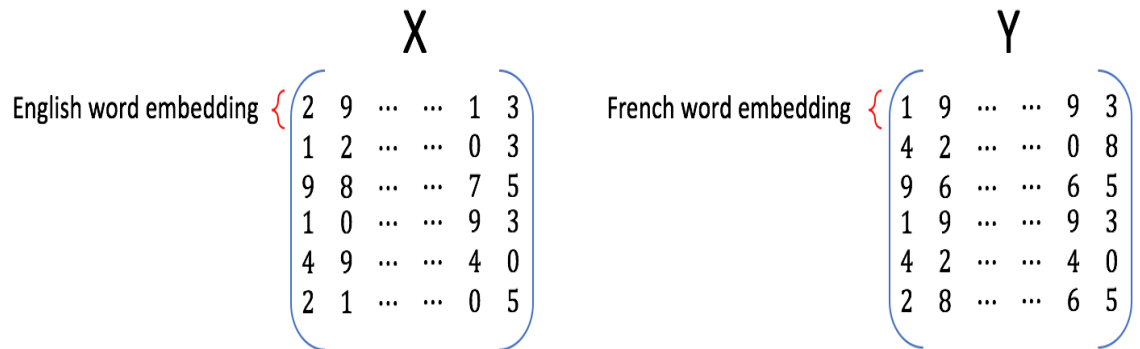 X Y
English word embedding { 2 9 ... ... 1 3 French word embedding { 1 9 ... ... 9 3
1 2 ... ... 0 3 4 2 ... ... 0 8
9 8 ... ... 7 5 9 6 ... ... 6 5
1 0 ... ... 9 3 1 9 ... ... 9 3
4 9 ... ... 4 0 4 2 ... ... 4 0
2 1 ... ... 0 5 2 8 ... ... 6 5